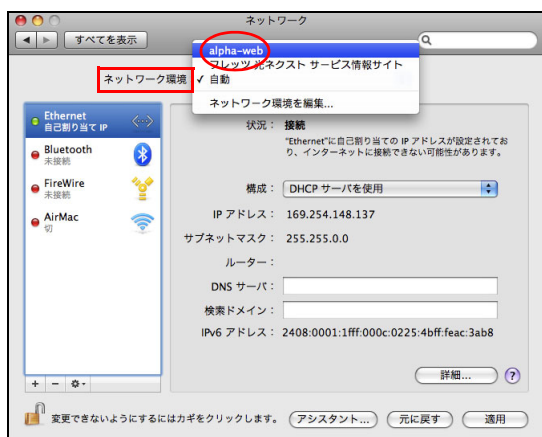 ネットワーク
すべてを表示
alpha-web
フレッツ 光ネクスト サービス情報サイト
ネットワーク環境 ✓ 自動
ネットワーク環境を編集...
Ethernet
自己割り当て IP
Bluetooth
未接続
FireWire
未接続
AirMac
切
状況： 接続
"Ethernet"に自己割り当ての IP アドレスが設定されてお
り、インターネットに接続できない可能性があります。
構成： DHCP サーバを使用
IP アドレス： 169.254.148.137
サブネットマスク： 255.255.0.0
ルーター：
DNS サーバ：
検索ドメイン：
IPv6 アドレス： 2408:0001:1fff:000c:0225:4bff:feac:3ab8
詳細... ?
変更できないようにするにはカギをクリックします。 アシスタント... 元に戻す 適用